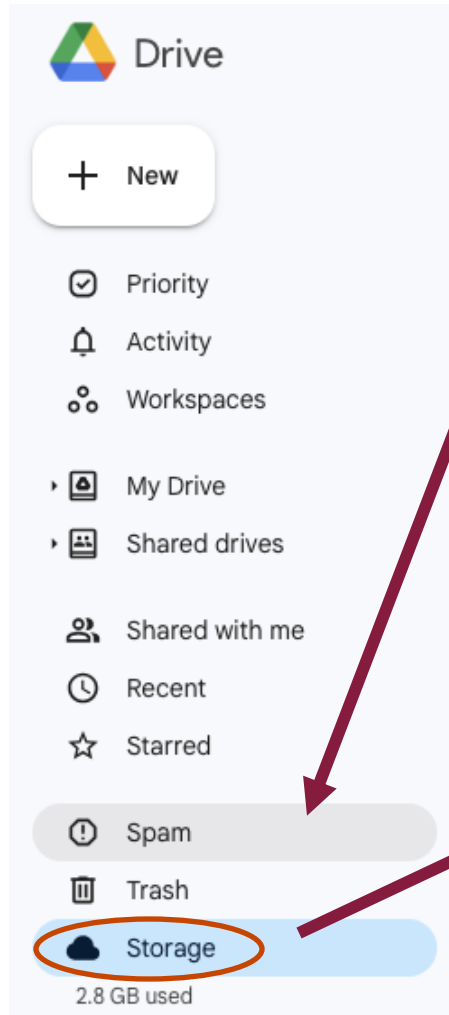 Drive
New
Priority
Activity
Workspaces
My Drive
Shared drives
Shared with me
Recent
Starred
Spam
Trash
Storage
2.8 GB used